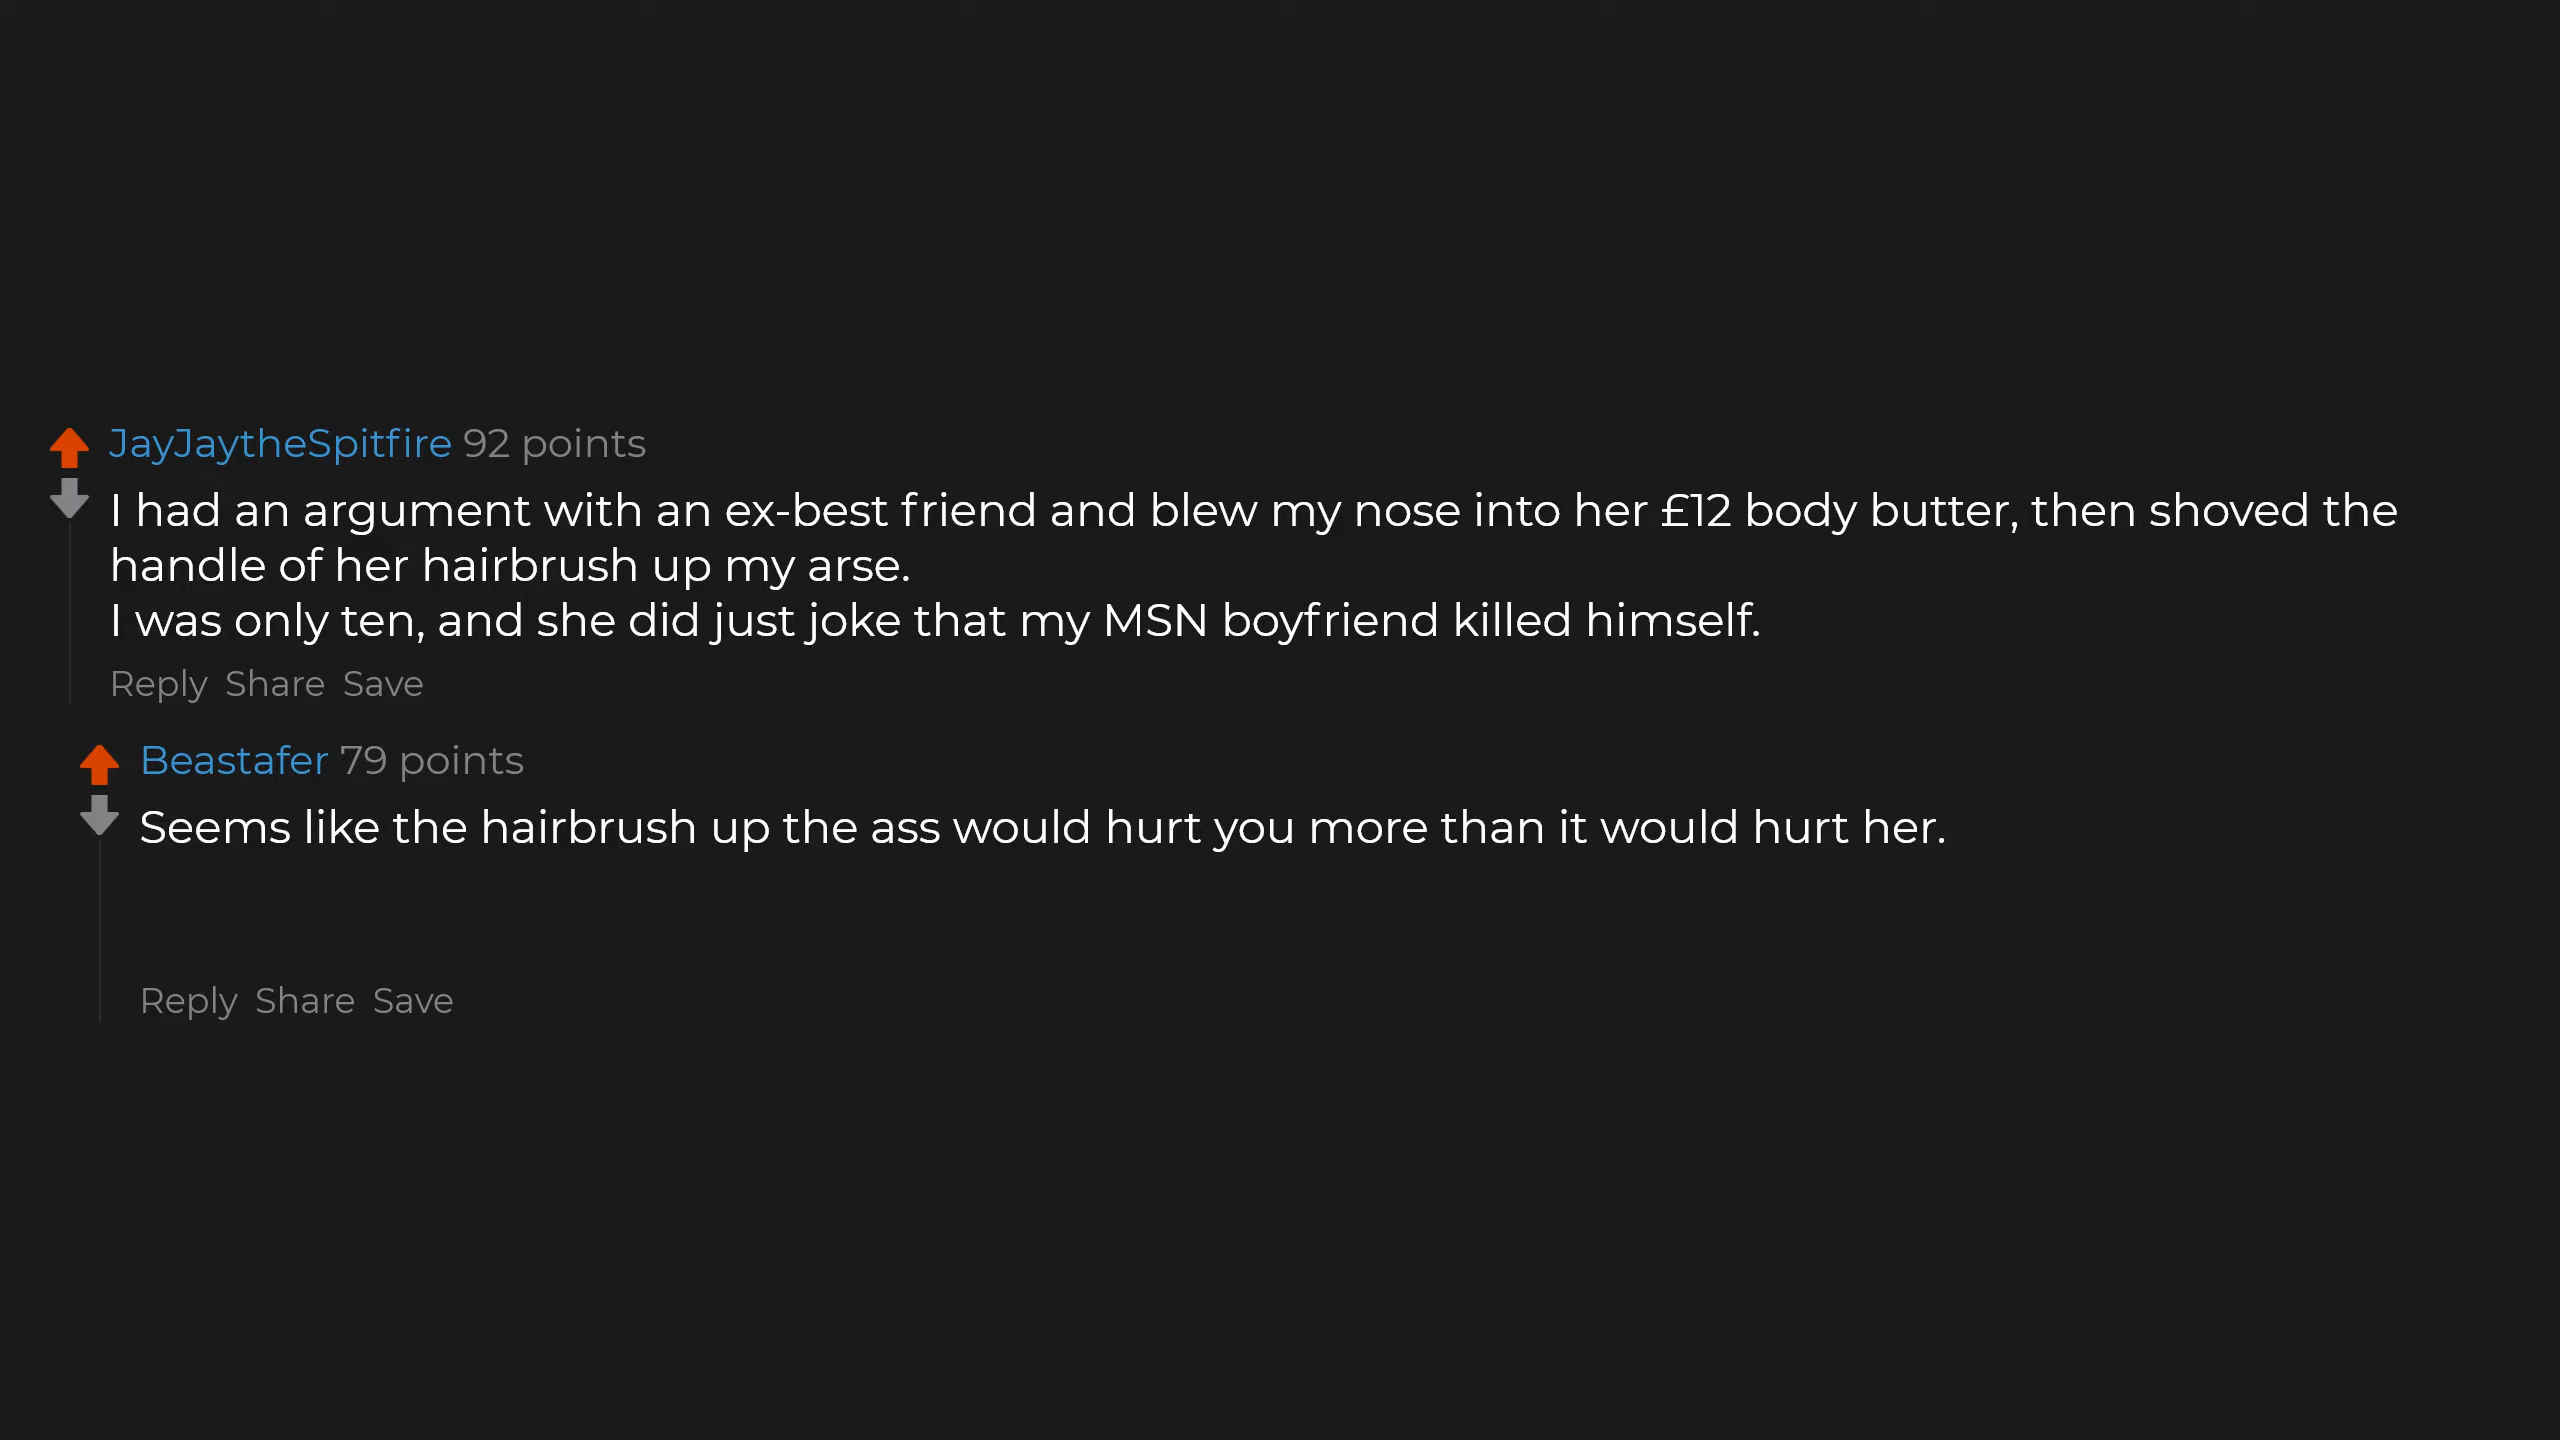 JayJaytheSpitfire 92 points
I had an argument with an ex-best friend and blew my nose into her £12 body butter, then shoved the
handle of her hairbrush up my arse.
I was only ten, and she did just joke that my MSN boyfriend killed himself.
Reply Share Save
Beastafer 79 points
Seems like the hairbrush up the ass would hurt you more than it would hurt her.
Reply Share Save